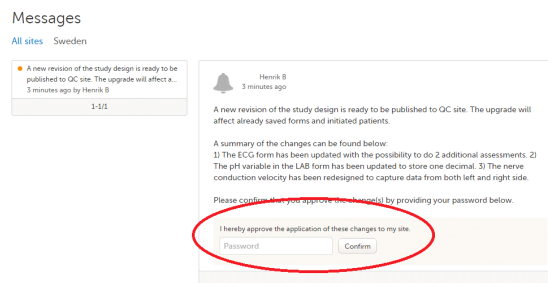 Messages
All sites Sweden
A new revision of the study design is ready to be
published to QC site. The upgrade will affect a...
3 minutes ago by Henrik B
1-1/1
Henrik B
3 minutes ago
A new revision of the study design is ready to be published to QC site. The upgrade will
affect already saved forms and initiated patients.
A summary of the changes can be found below:
1) The ECG form has been updated with the possibility to do 2 additional assessments. 2)
The pH variable in the LAB form has been updated to store one decimal. 3) The nerve
conduction velocity has been redesigned to capture data from both left and right side.
Please confirm that you approve the change(s) by providing your password below.
I hereby approve the application of these changes to my site.
Password Confirm